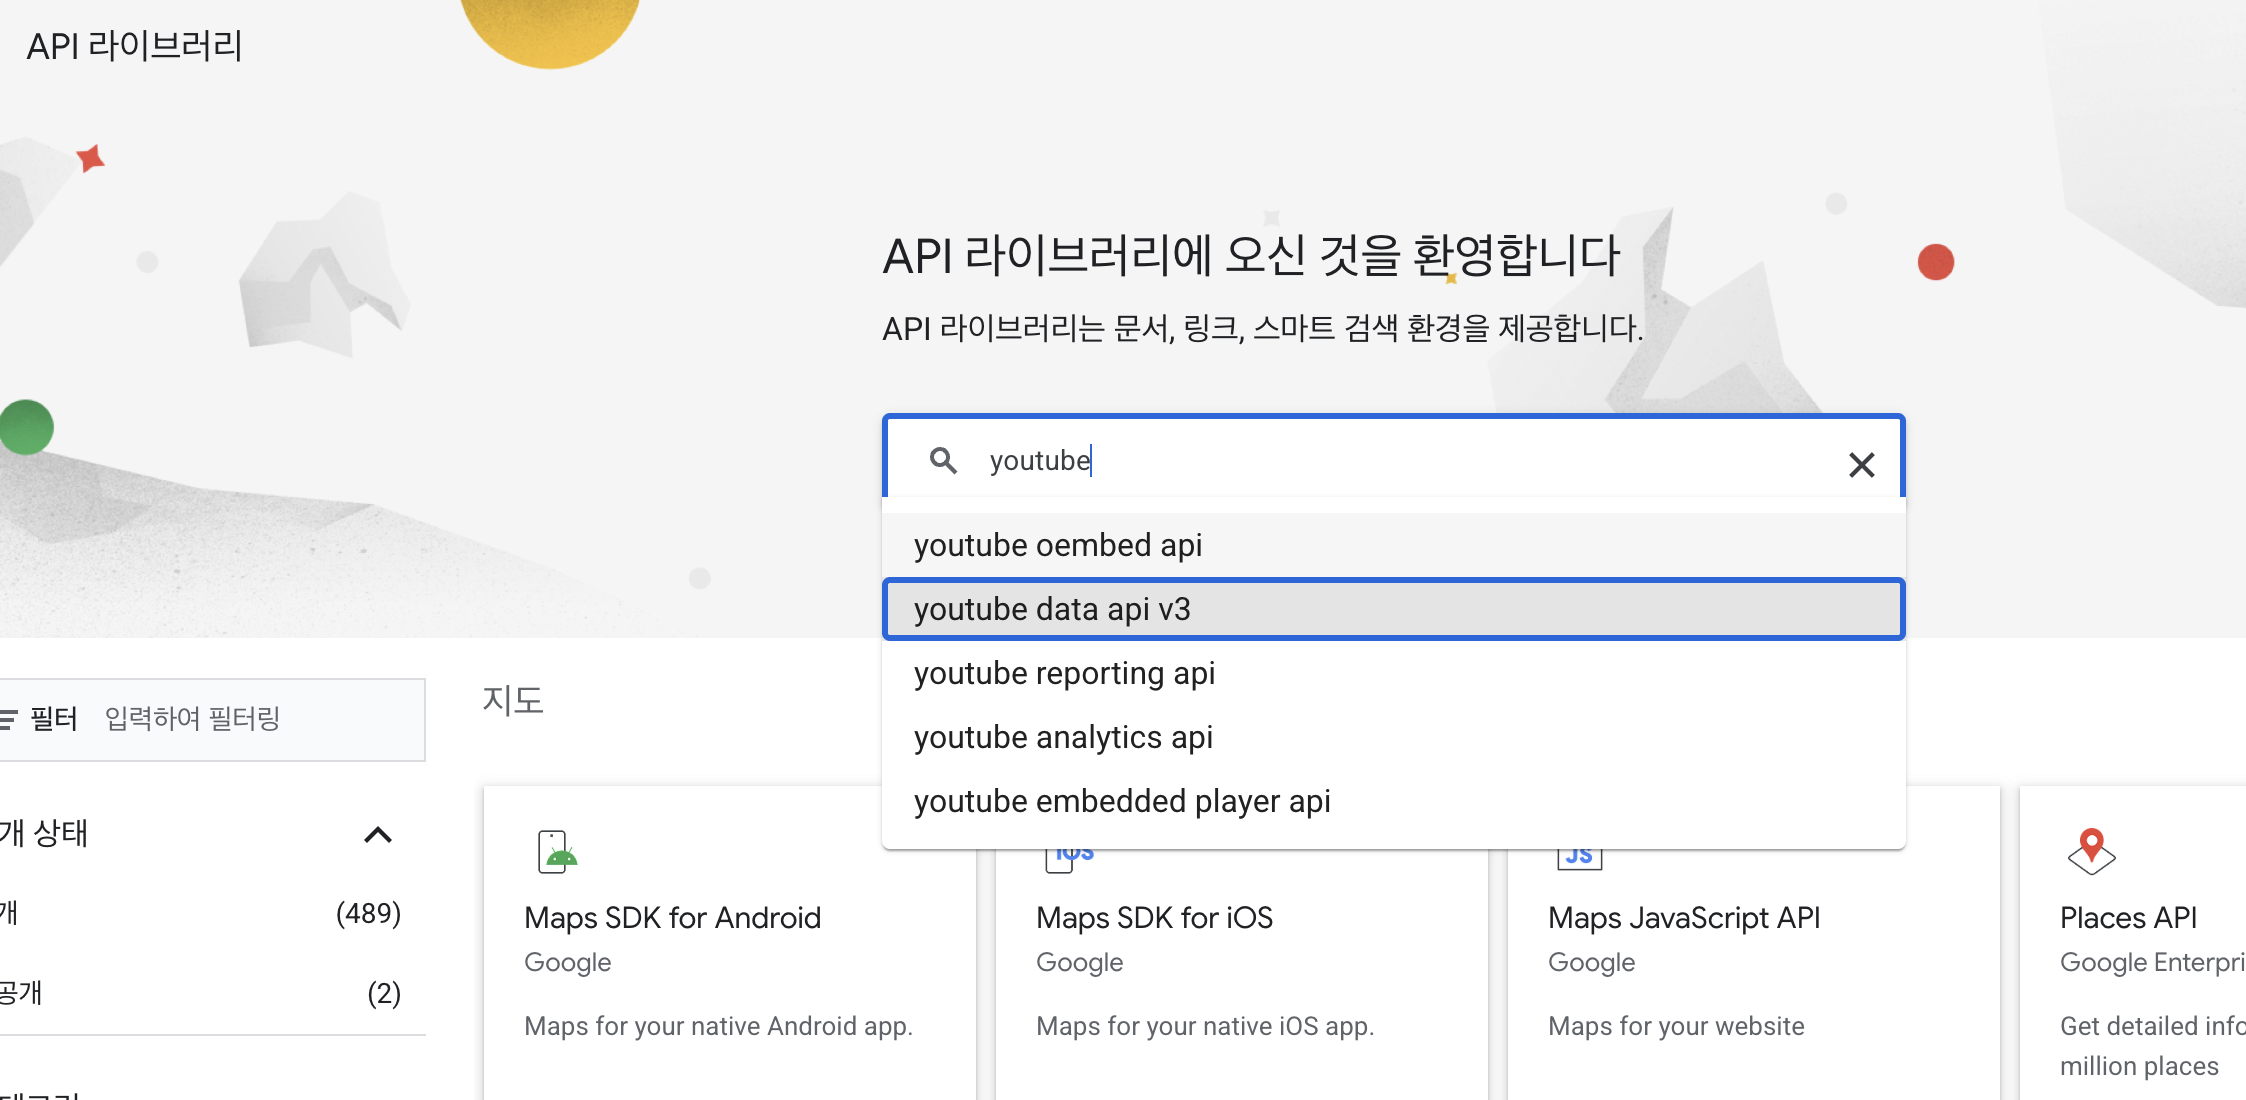 API 라이브러리
API 라이브러리에 오신 것을 환영합니다
API 라이브러리는 문서, 링크, 스마트 검색 환경을 제공합니다.
youtube
youtube oembed api
youtube data api v3
youtube reporting api
youtube analytics api
youtube embedded player api
필터 입력하여 필터링
개 상태
개 (489)
공개 (2)
지도
Maps SDK for Android
Google
Maps for your native Android app.
iOS
Maps SDK for iOS
Google
Maps for your native iOS app.
JS
Maps JavaScript API
Google
Maps for your website
Places API
Google Enterpri
Get detailed info
million places